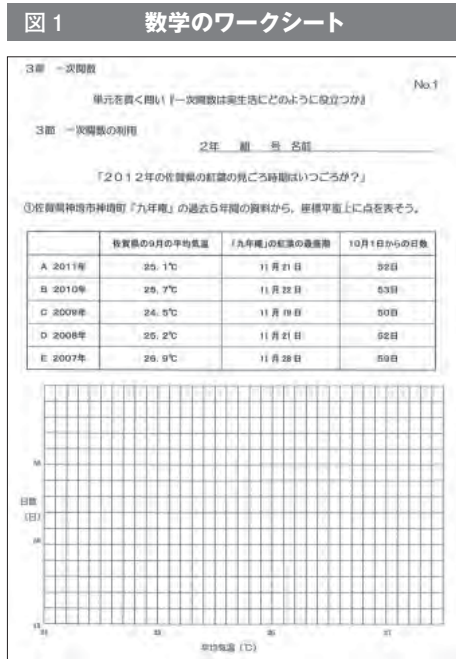 図1 数学のワークシート
3章 一次関数
No.1
単元を貫く問い『一次関数は実生活にどのように役立つか』
3節 一次関数の利用
2年 組 号 名前
「2012年の佐賀県の紅葉の見ごろ時期はいつごろか？」
①佐賀県神埼市神埼町「九年庵」の過去5年間の資料から、座標平面上に点を表そう。
佐賀県の9月の平均気温 「九年庵」の紅葉の最盛期 10月1日からの日数
A 2011年 25.1℃ 11月21日 52日
B 2010年 25.7℃ 11月22日 53日
C 2009年 24.5℃ 11月19日 50日
D 2008年 25.2℃ 11月21日 52日
E 2007年 26.9℃ 11月28日 59日
日数
(日)
平均気温 (℃)